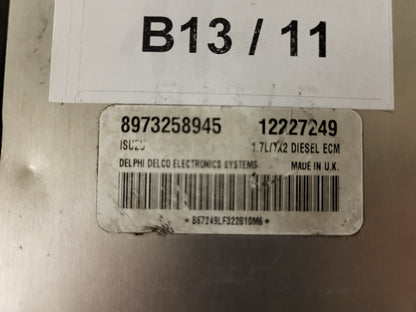 B13 / 11
8973258945 12227249
ISUZU 1.7L/TX2 DIESEL ECM
DELPHI DELCO ELECTRONICS SYSTEMS MADE IN U.K.